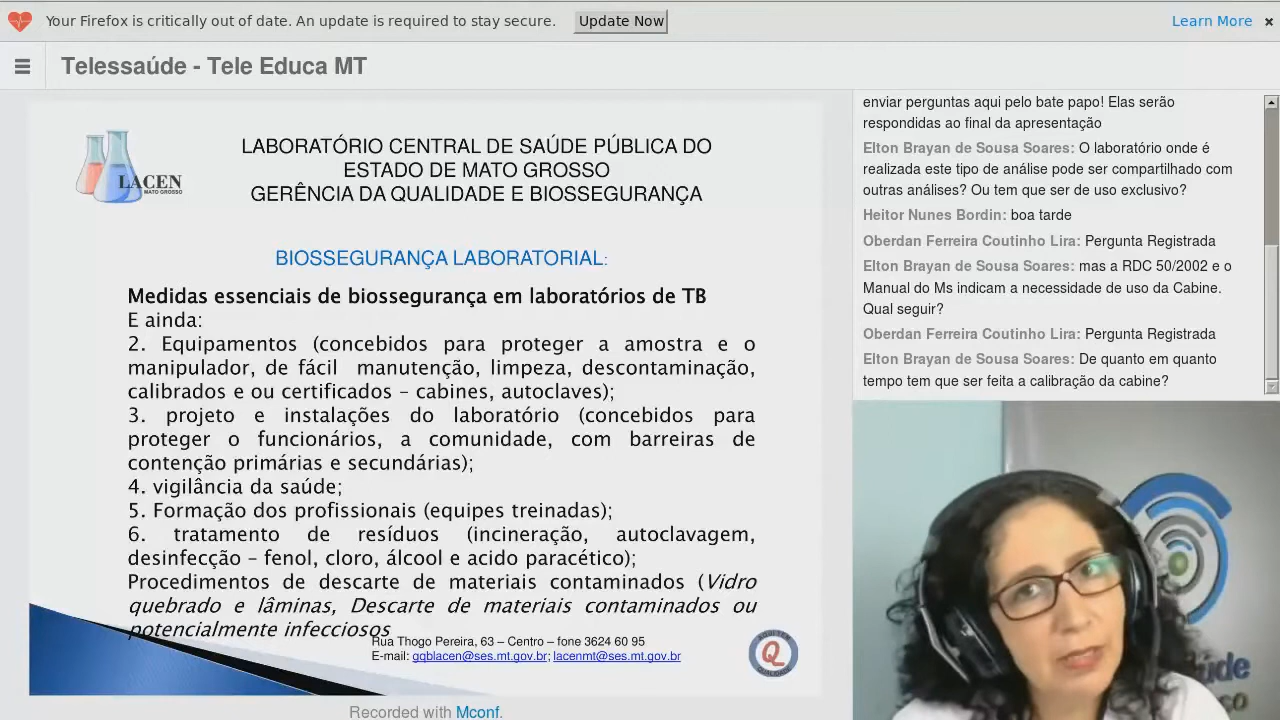 Your Firefox is critically out of date. An update is required to stay secure.
Update Now
Learn More
Telessaúde - Tele Educa MT
LACEN
MATO GROSSO
LABORATÓRIO CENTRAL DE SAÚDE PÚBLICA DO
ESTADO DE MATO GROSSO
GERÊNCIA DA QUALIDADE E BIOSSEGURANÇA
BIOSSEGURANÇA LABORATORIAL:
Medidas essenciais de biossegurança em laboratórios de TB
E ainda:
2. Equipamentos (concebidos para proteger a amostra e o
manipulador, de fácil manutenção, limpeza, descontaminação,
calibrados e ou certificados – cabines, autoclaves);
3. projeto e instalações do laboratório (concebidos para
proteger o funcionários, a comunidade, com barreiras de
contenção primárias e secundárias);
4. vigilância da saúde;
5. Formação dos profissionais (equipes treinadas);
6. tratamento de resíduos (incineração, autoclavagem,
desinfecção – fenol, cloro, álcool e acido paracético);
Procedimentos de descarte de materiais contaminados (Vidro
quebrado e lâminas, Descarte de materiais contaminados ou
potencialmente infecciosos
Rua Thogo Pereira, 63 – Centro – fone 3624 60 95
E-mail: gqblacen@ses.mt.gov.br; lacenmt@ses.mt.gov.br
AQUI TEM
Q
QUALIDADE
Recorded with Mconf.
enviar perguntas aqui pelo bate papo! Elas serão
respondidas ao final da apresentação
Elton Brayan de Sousa Soares: O laboratório onde é
realizada este tipo de análise pode ser compartilhado com
outras análises? Ou tem que ser de uso exclusivo?
Heitor Nunes Bordin: boa tarde
Oberdan Ferreira Coutinho Lira: Pergunta Registrada
Elton Brayan de Sousa Soares: mas a RDC 50/2002 e o
Manual do Ms indicam a necessidade de uso da Cabine.
Qual seguir?
Oberdan Ferreira Coutinho Lira: Pergunta Registrada
Elton Brayan de Sousa Soares: De quanto em quanto
tempo tem que ser feita a calibração da cabine?